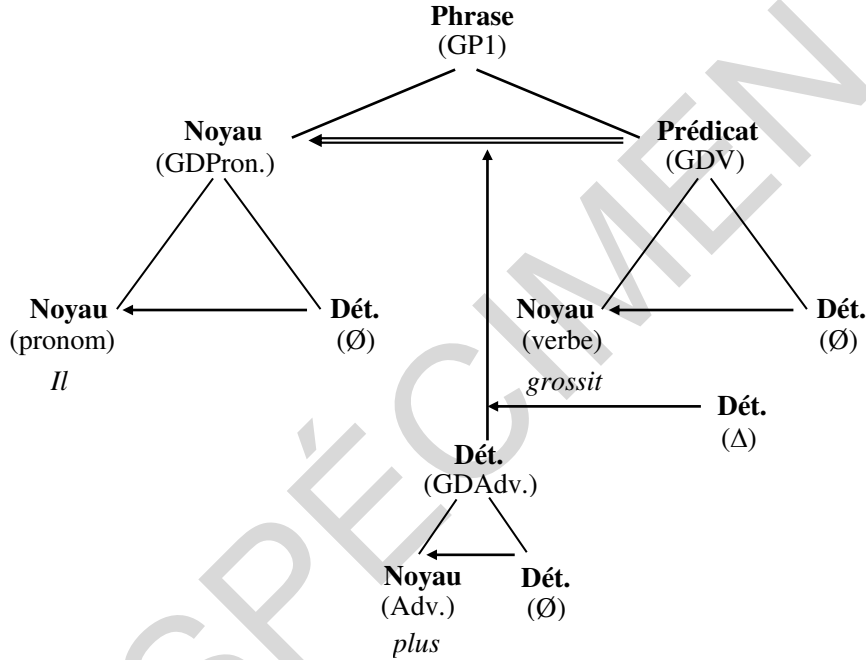 Phrase
(GP1)
Noyau
(GDPron.)
Prédicat
(GDV)
Noyau
(pronom)
Il
Dét.
(Ø)
Noyau
(verbe)
grossit
Dét.
(Ø)
Dét.
(Δ)
Dét.
(GDAdv.)
Noyau
(Adv.)
plus
Dét.
(Ø)
SPÉCIMEN